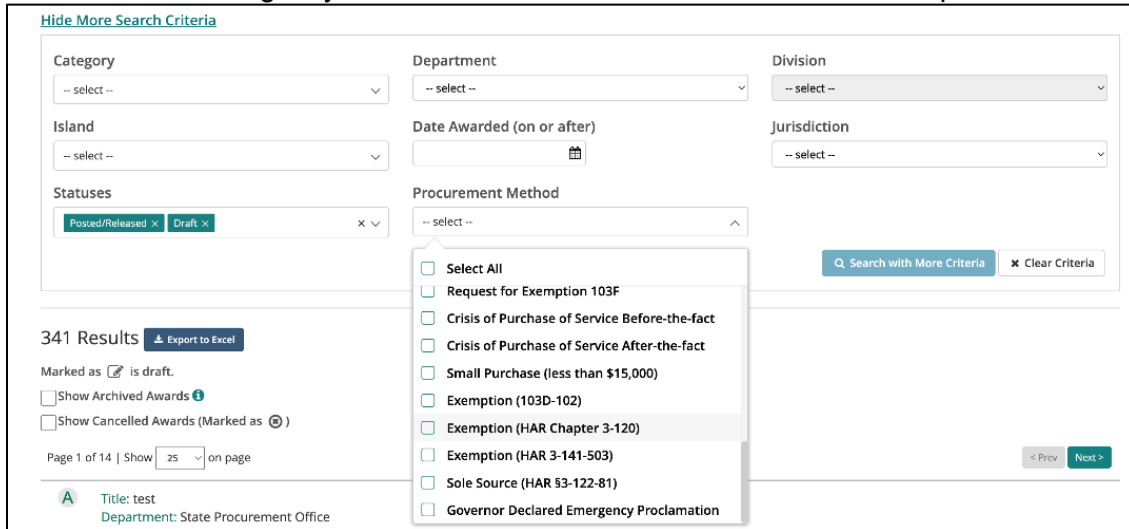 Hide More Search Criteria
Category
Department
Division
-- select --
-- select --
-- select --
Island
Date Awarded (on or after)
Jurisdiction
-- select --
-- select --
Statuses
Procurement Method
Posted/Released × Draft ×
-- select --
Select All
Search with More Criteria
Clear Criteria
Request for Exemption 103F
Crisis of Purchase of Service Before-the-fact
Crisis of Purchase of Service After-the-fact
Small Purchase (less than $15,000)
Exemption (103D-102)
Exemption (HAR Chapter 3-120)
Exemption (HAR 3-141-503)
Sole Source (HAR §3-122-81)
Governor Declared Emergency Proclamation
341 Results Export to Excel
Marked as is draft.
Show Archived Awards
Show Cancelled Awards (Marked as )
Page 1 of 14 | Show 25 on page
< Prev Next >
A Title: test
Department: State Procurement Office